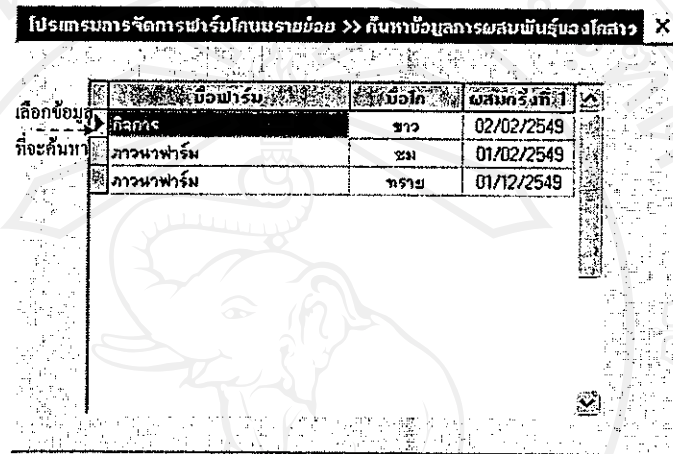 โปรแกรมการจัดการฟาร์มโคนมรายย่อย >> ค้นหาข้อมูลการผสมพันธุ์ของโคสาว
ชื่อฟาร์ม ชื่อโค ผสมครั้งที่ 1
เลือกข้อมูล
กิจการ ขาว 02/02/2549
ที่จะค้นหา
ภาวนาฟาร์ม ชม 01/02/2549
ภาวนาฟาร์ม ทราย 01/12/2549